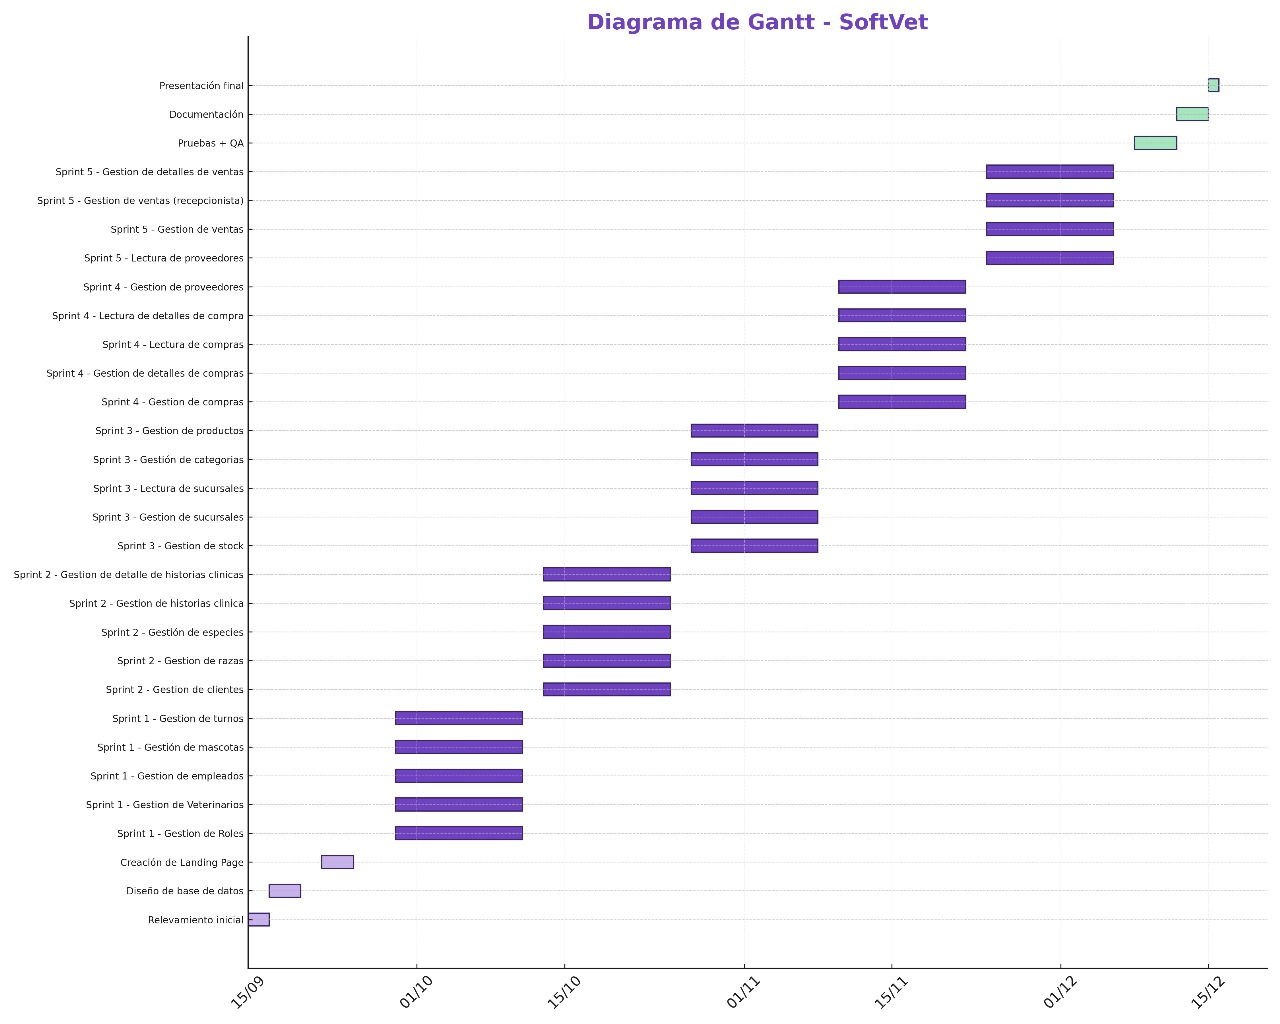 Diagrama de Gantt - SoftVet
Presentación final
Documentación
Pruebas + QA
Sprint 5 - Gestion de detalles de ventas
Sprint 5 - Gestion de ventas (recepcionista)
Sprint 5 - Gestion de ventas
Sprint 5 - Lectura de proveedores
Sprint 4 - Gestion de proveedores
Sprint 4 - Lectura de detalles de compra
Sprint 4 - Lectura de compras
Sprint 4 - Gestion de detalles de compras
Sprint 4 - Gestion de compras
Sprint 3 - Gestion de productos
Sprint 3 - Gestión de categorias
Sprint 3 - Lectura de sucursales
Sprint 3 - Gestion de sucursales
Sprint 3 - Gestion de stock
Sprint 2 - Gestion de detalle de historias clinicas
Sprint 2 - Gestion de historias clinica
Sprint 2 - Gestión de especies
Sprint 2 - Gestion de razas
Sprint 2 - Gestion de clientes
Sprint 1 - Gestion de turnos
Sprint 1 - Gestión de mascotas
Sprint 1 - Gestion de empleados
Sprint 1 - Gestion de Veterinarios
Sprint 1 - Gestion de Roles
Creación de Landing Page
Diseño de base de datos
Relevamiento inicial
15/09
01/10
15/10
01/11
15/11
01/12
15/12